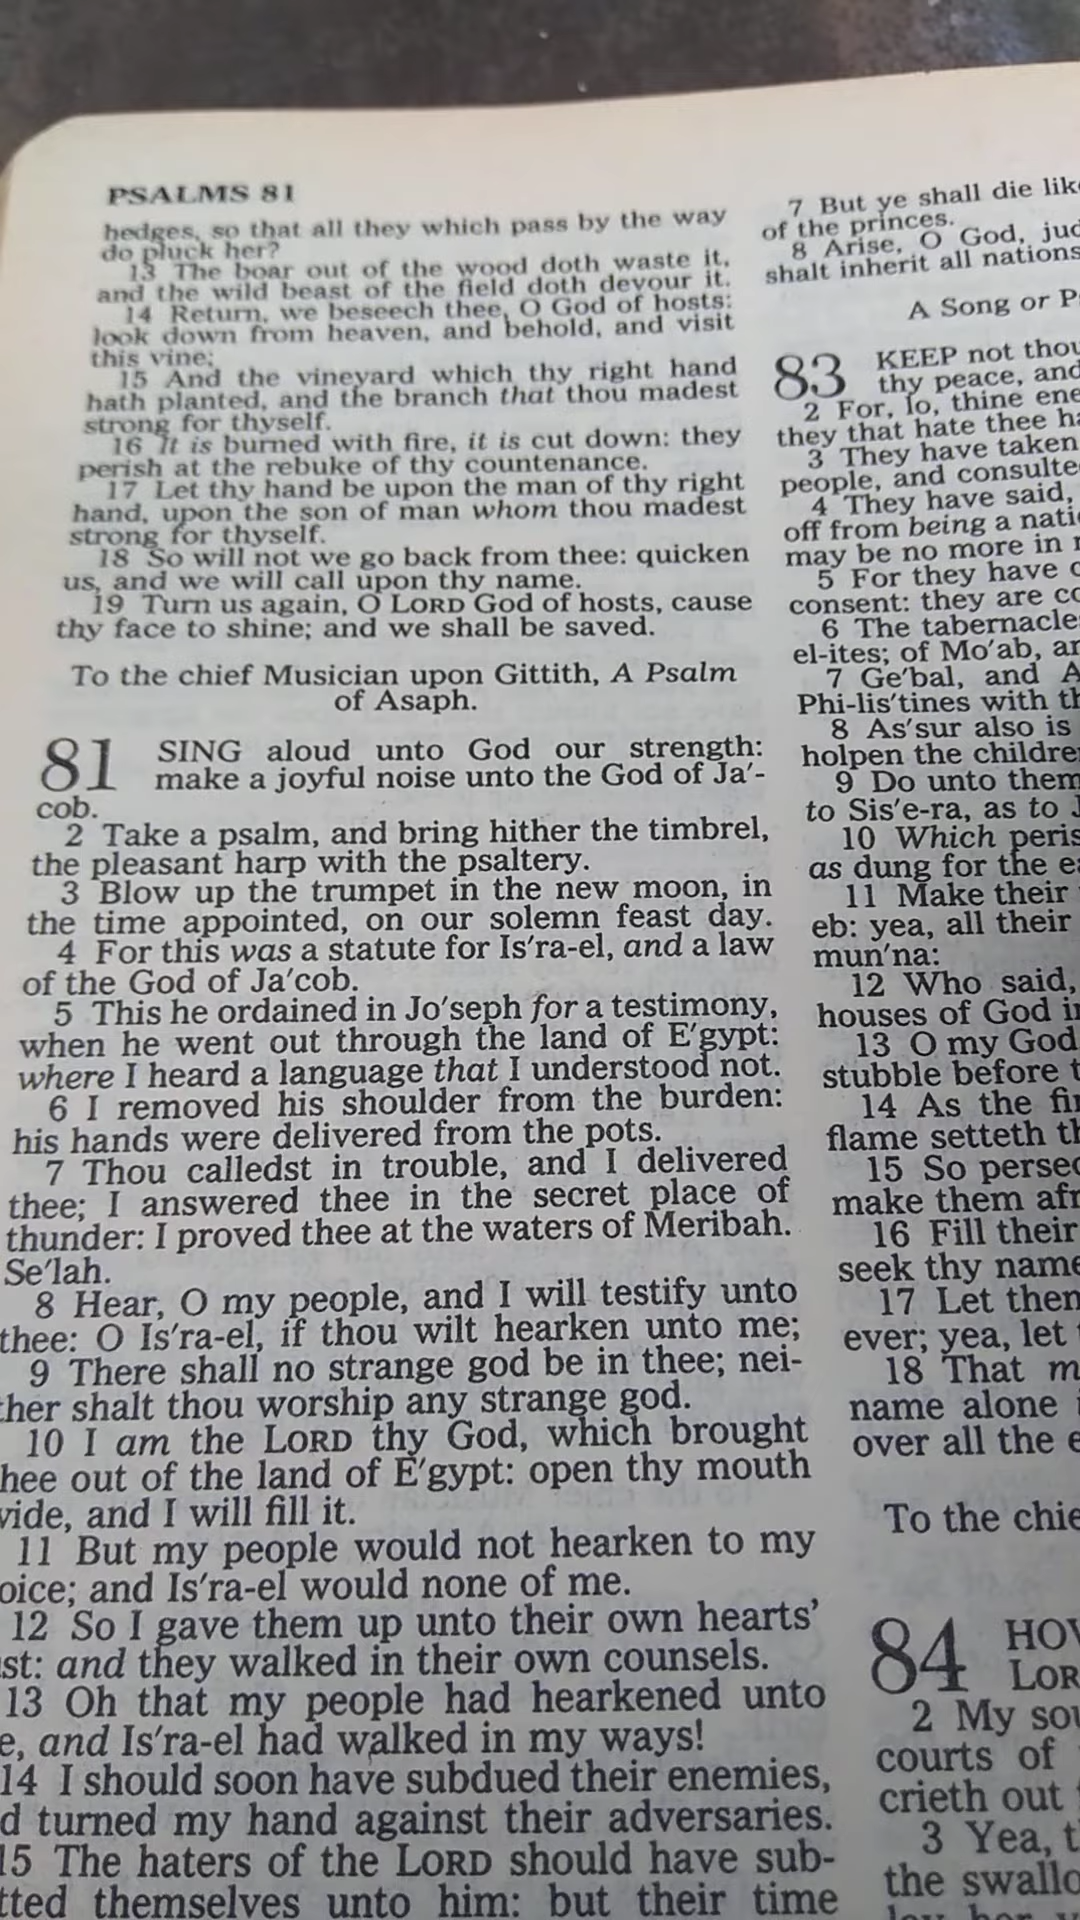 PSALMS 81
hedges, so that all they which pass by the way
do pluck her?
13 The boar out of the wood doth waste it,
and the wild beast of the field doth devour it.
14 Return, we beseech thee, O God of hosts:
look down from heaven, and behold, and visit
this vine;
15 And the vineyard which thy right hand
hath planted, and the branch that thou madest
strong for thyself.
16 It is burned with fire, it is cut down: they
perish at the rebuke of thy countenance.
17 Let thy hand be upon the man of thy right
hand, upon the son of man whom thou madest
strong for thyself.
18 So will not we go back from thee: quicken
us, and we will call upon thy name.
19 Turn us again, O LORD God of hosts, cause
thy face to shine; and we shall be saved.
To the chief Musician upon Gittith, A Psalm
of Asaph.
81 SING aloud unto God our strength:
make a joyful noise unto the God of Ja′-
cob.
2 Take a psalm, and bring hither the timbrel,
the pleasant harp with the psaltery.
3 Blow up the trumpet in the new moon, in
the time appointed, on our solemn feast day.
4 For this was a statute for Is′ra-el, and a law
of the God of Ja′cob.
5 This he ordained in Jo′seph for a testimony,
when he went out through the land of E′gypt:
where I heard a language that I understood not.
6 I removed his shoulder from the burden:
his hands were delivered from the pots.
7 Thou calledst in trouble, and I delivered
thee; I answered thee in the secret place of
thunder: I proved thee at the waters of Meribah.
Se′lah.
8 Hear, O my people, and I will testify unto
thee: O Is′ra-el, if thou wilt hearken unto me;
9 There shall no strange god be in thee; nei-
ther shalt thou worship any strange god.
10 I am the LORD thy God, which brought
hee out of the land of E′gypt: open thy mouth
vide, and I will fill it.
11 But my people would not hearken to my
oice; and Is′ra-el would none of me.
12 So I gave them up unto their own hearts’
st: and they walked in their own counsels.
13 Oh that my people had hearkened unto
e, and Is′ra-el had walked in my ways!
14 I should soon have subdued their enemies,
d turned my hand against their adversaries.
15 The haters of the LORD should have sub-
tted themselves unto him: but their time
7 But ye shall die like
of the princes.
8 Arise, O God, jud
shalt inherit all nations
A Song or P
83 KEEP not thou
thy peace, and
2 For, lo, thine ene
they that hate thee ha
3 They have taken
people, and consulte
4 They have said,
off from being a nati
may be no more in r
5 For they have c
consent: they are co
6 The tabernacle
el-ites; of Mo′ab, an
7 Ge′bal, and A
Phi-lis′tines with th
8 As′sur also is
holpen the childre
9 Do unto them
to Sis′e-ra, as to J
10 Which peris
as dung for the ea
11 Make their
eb: yea, all their
mun′na:
12 Who said,
houses of God in
13 O my God
stubble before t
14 As the fir
flame setteth th
15 So persec
make them afr
16 Fill their
seek thy name
17 Let then
ever; yea, let
18 That m
name alone
over all the e
To the chie
84 HOW
LOR
2 My sou
courts of
crieth out
3 Yea, t
the swallo